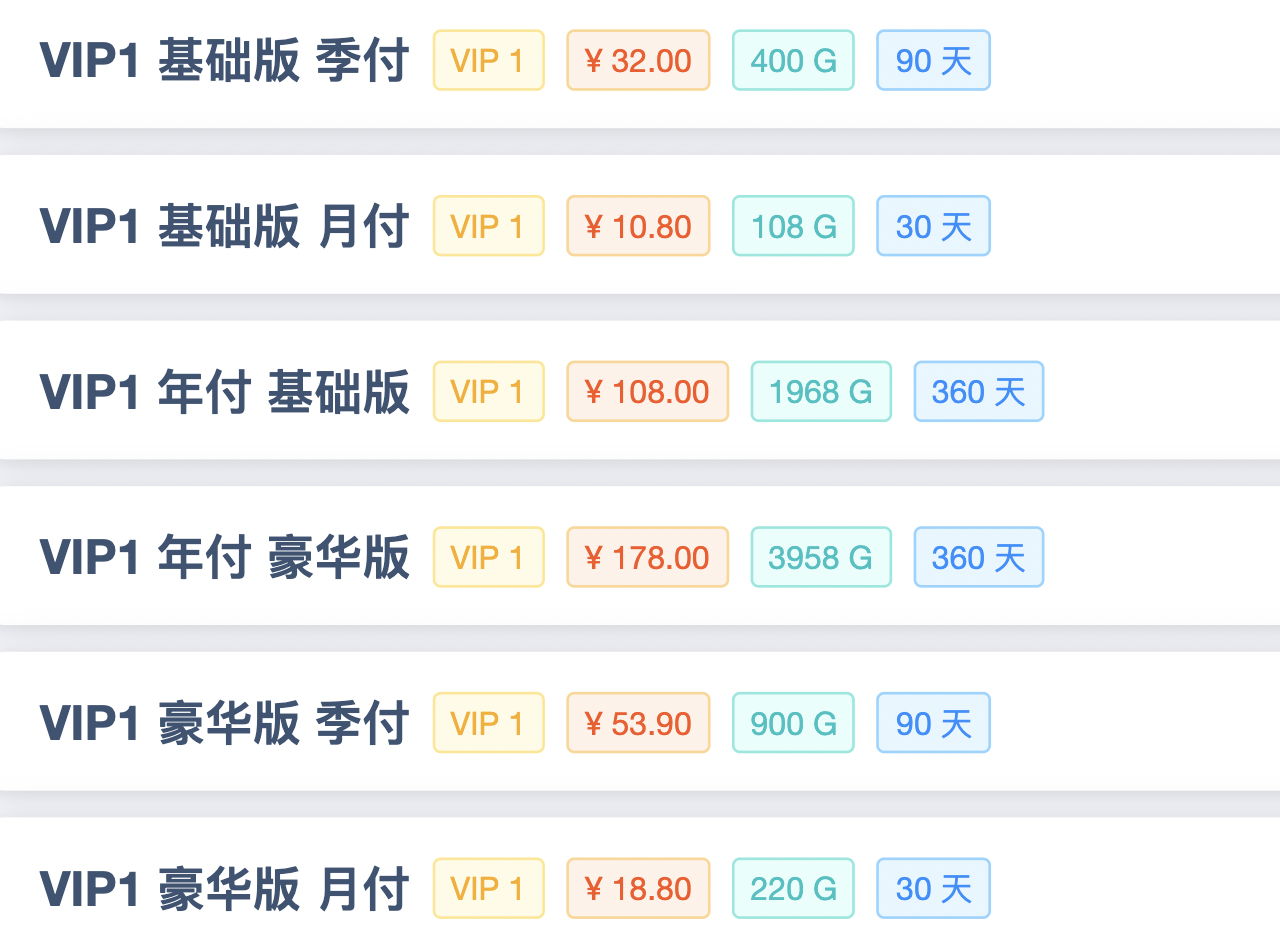 VIP1 基础版 季付 VIP 1 ¥ 32.00 400 G 90 天
VIP1 基础版 月付 VIP 1 ¥ 10.80 108 G 30 天
VIP1 年付 基础版 VIP 1 ¥ 108.00 1968 G 360 天
VIP1 年付 豪华版 VIP 1 ¥ 178.00 3958 G 360 天
VIP1 豪华版 季付 VIP 1 ¥ 53.90 900 G 90 天
VIP1 豪华版 月付 VIP 1 ¥ 18.80 220 G 30 天